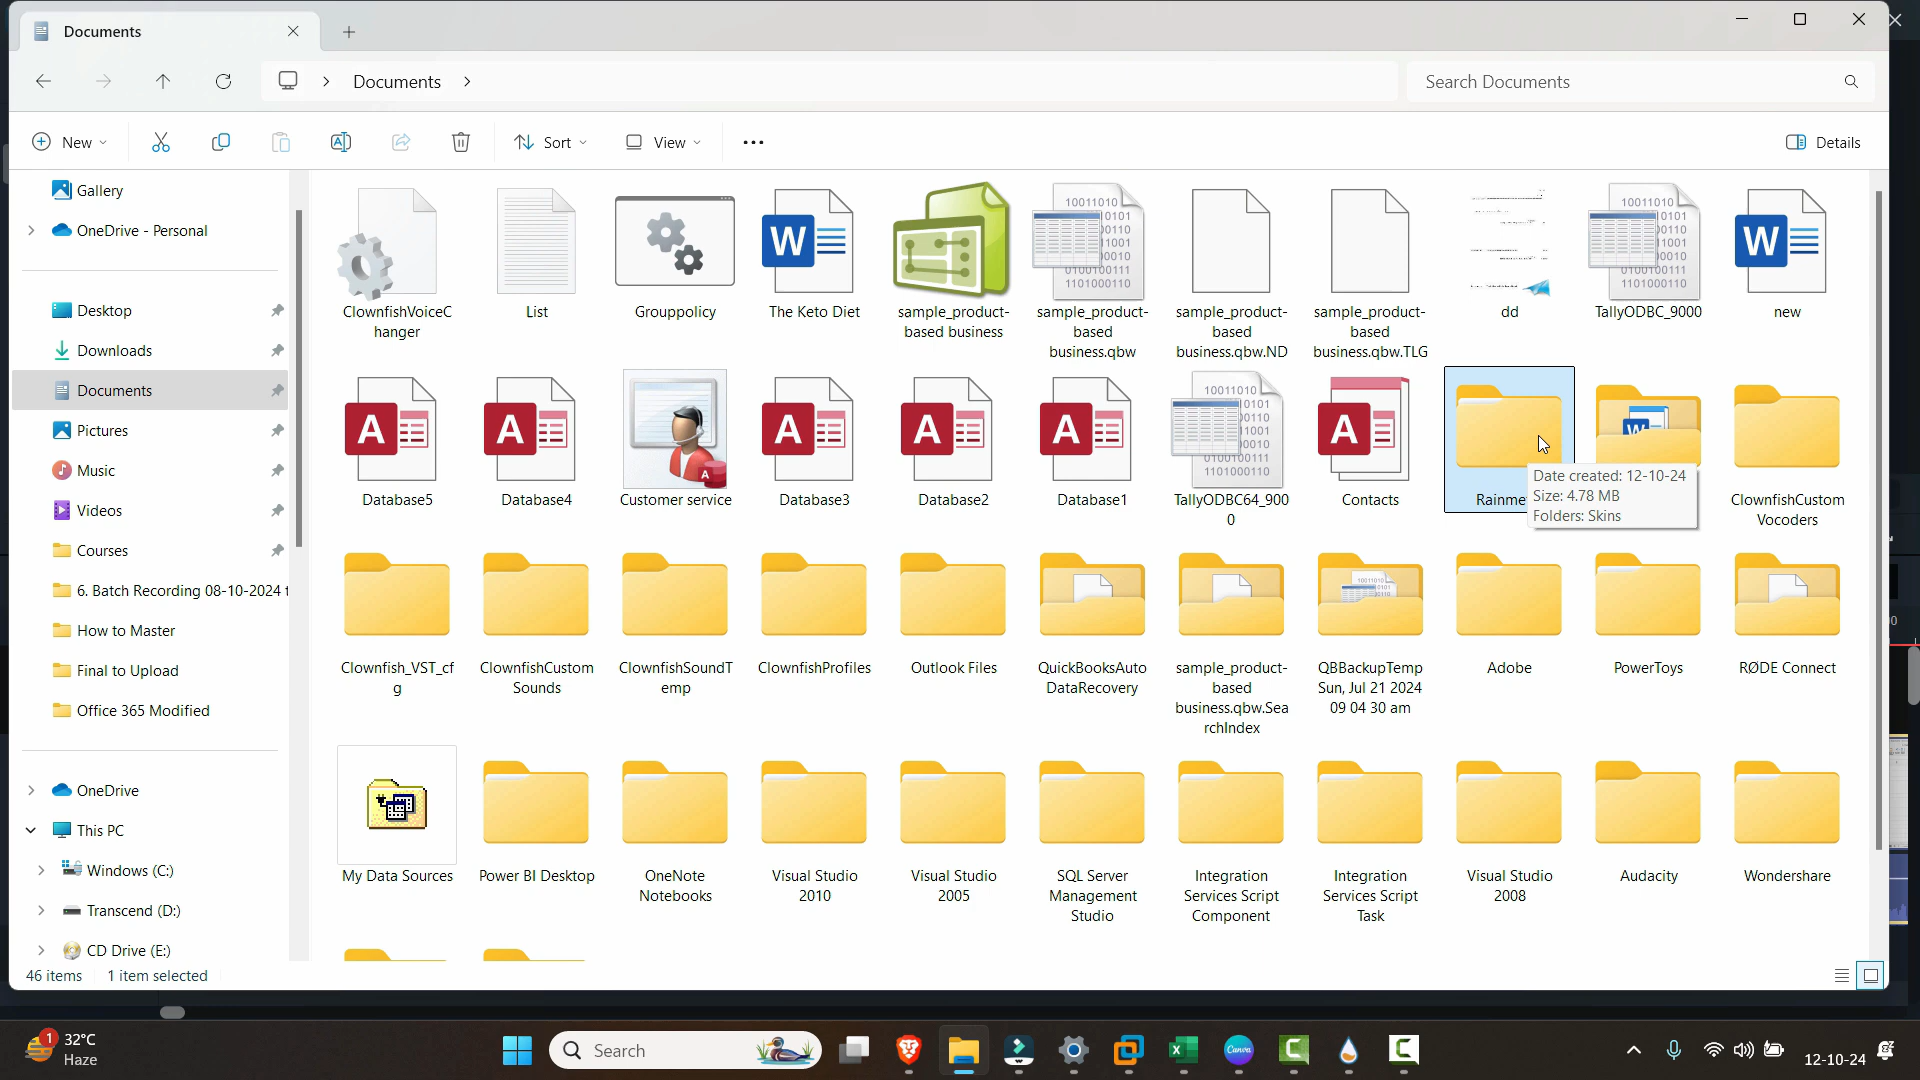 Documents
Documents
Search Documents
New
Sort
View
Details
Gallery
OneDrive - Personal
Desktop
Downloads
Documents
Pictures
Music
Videos
Courses
6. Batch Recording 08-10-2024 t
How to Master
Final to Upload
Office 365 Modified
OneDrive
This PC
Windows (C:)
Transcend (D:)
CD Drive (E:)
ClownfishVoiceC
hanger
List
Grouppolicy
The Keto Diet
sample_product-
based business
sample_product-
based
business.qbw
sample_product-
based
business.qbw.ND
sample_product-
based
business.qbw.TLG
dd
TallyODBC_9000
new
Database5
Database4
Customer service
Database3
Database2
Database1
TallyODBC64_900
0
Contacts
Rainme
Date created: 12-10-24
Size: 4.78 MB
Folders: Skins
ClownfishCustom
Vocoders
Clownfish_VST_cf
g
ClownfishCustom
Sounds
ClownfishSoundT
emp
ClownfishProfiles
Outlook Files
QuickBooksAuto
DataRecovery
sample_product-
based
business.qbw.Sea
rchIndex
QBBackupTemp
Sun, Jul 21 2024
09 04 30 am
Adobe
PowerToys
RØDE Connect
My Data Sources
Power BI Desktop
OneNote
Notebooks
Visual Studio
2010
Visual Studio
2005
SQL Server
Management
Studio
Integration
Services Script
Component
Integration
Services Script
Task
Visual Studio
2008
Audacity
Wondershare
46 items
1 item selected
1
32°C
Haze
Search
Canva
12-10-24